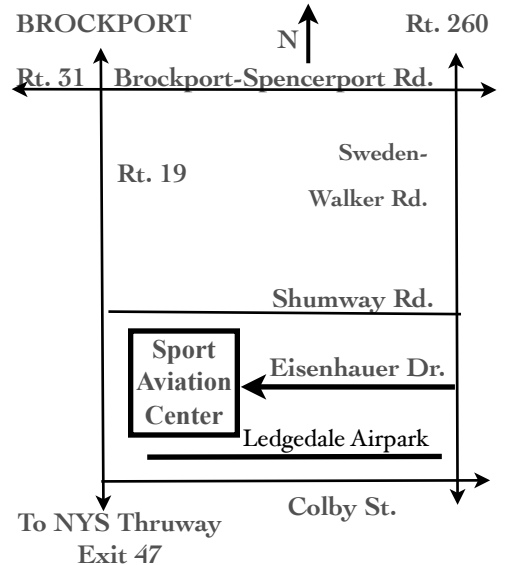 BROCKPORT
N
Rt. 260
Rt. 31
Brockport-Spencerport Rd.
Rt. 19
Sweden-
Walker Rd.
Shumway Rd.
Sport
Aviation
Center
Eisenhauer Dr.
Ledgedale Airpark
Colby St.
To NYS Thruway
Exit 47